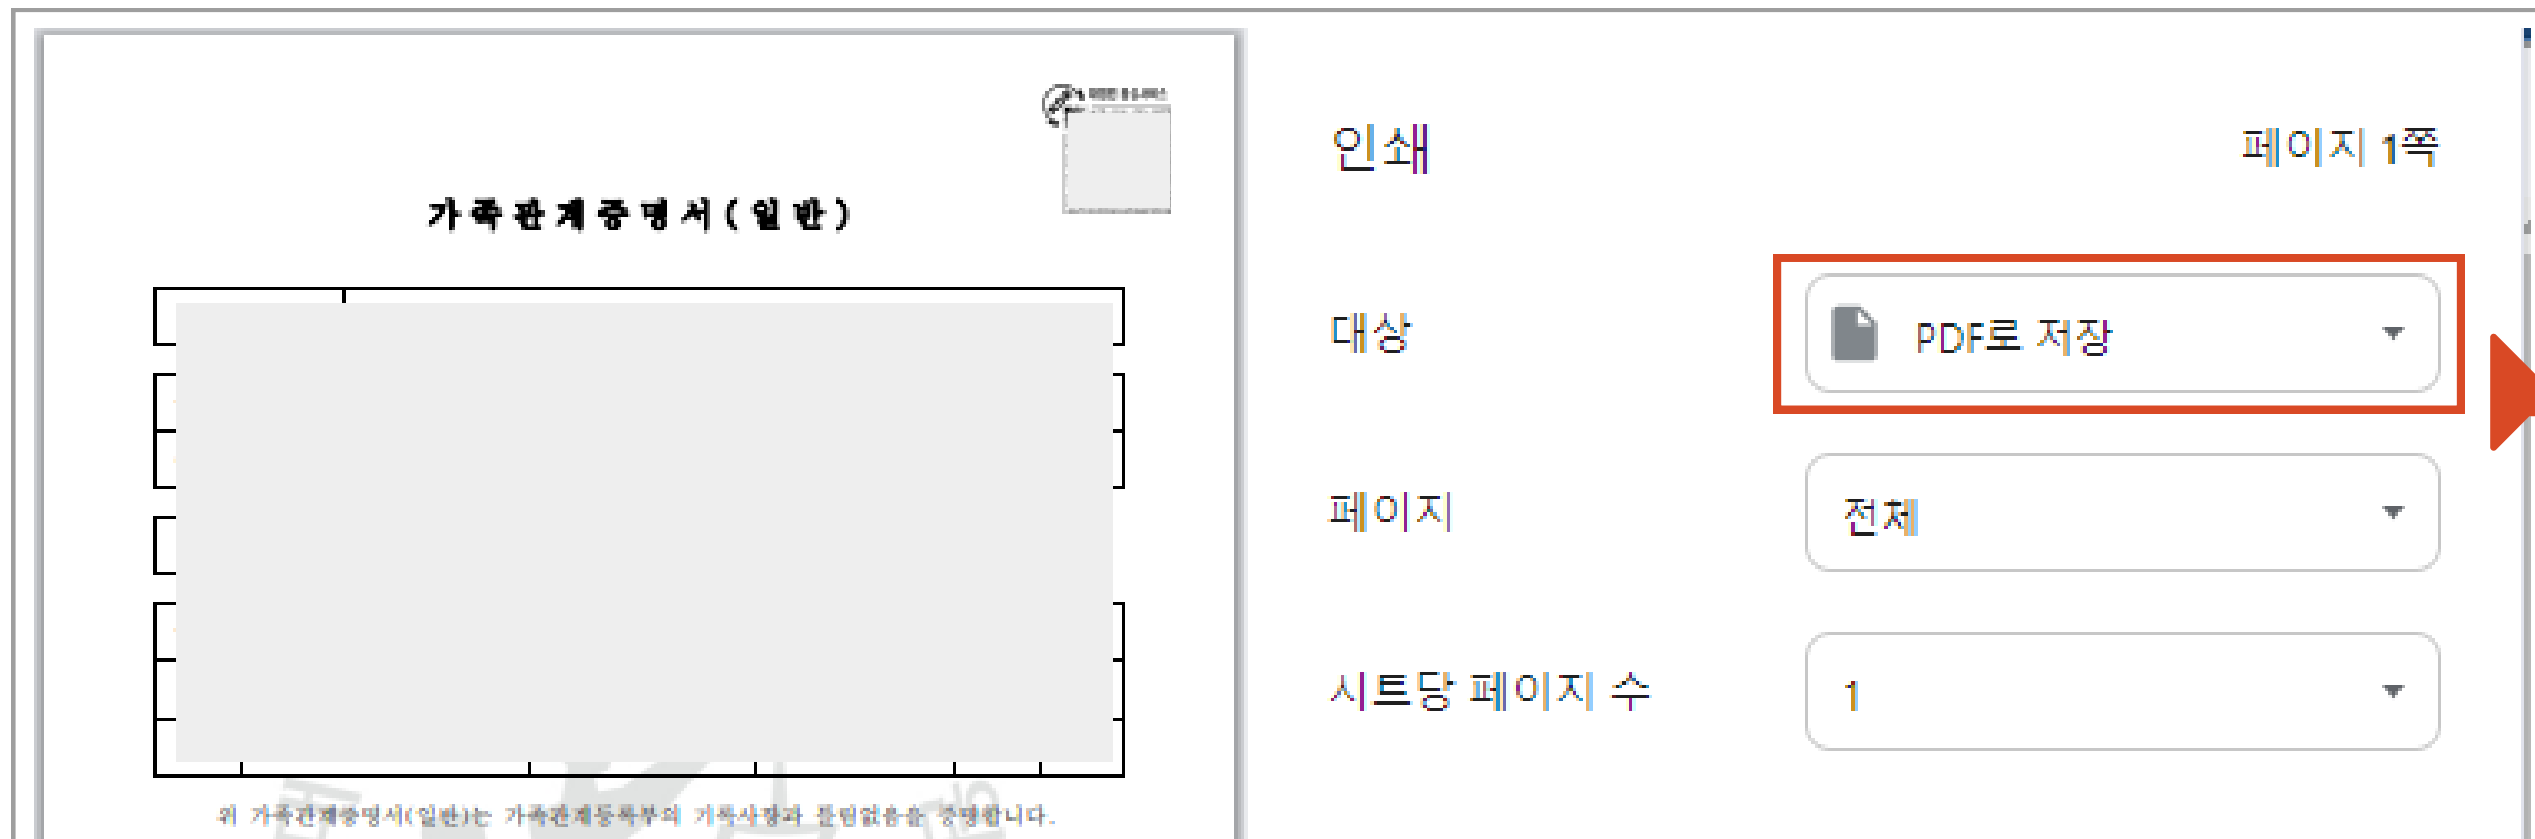 가족관계증명서(일반)
위 가족관계증명서(일반)는 가족관계등록부의 기록사항과 틀림없음을 증명합니다.
인쇄
페이지 1쪽
대상
PDF로 저장
페이지
전체
시트당 페이지 수
1